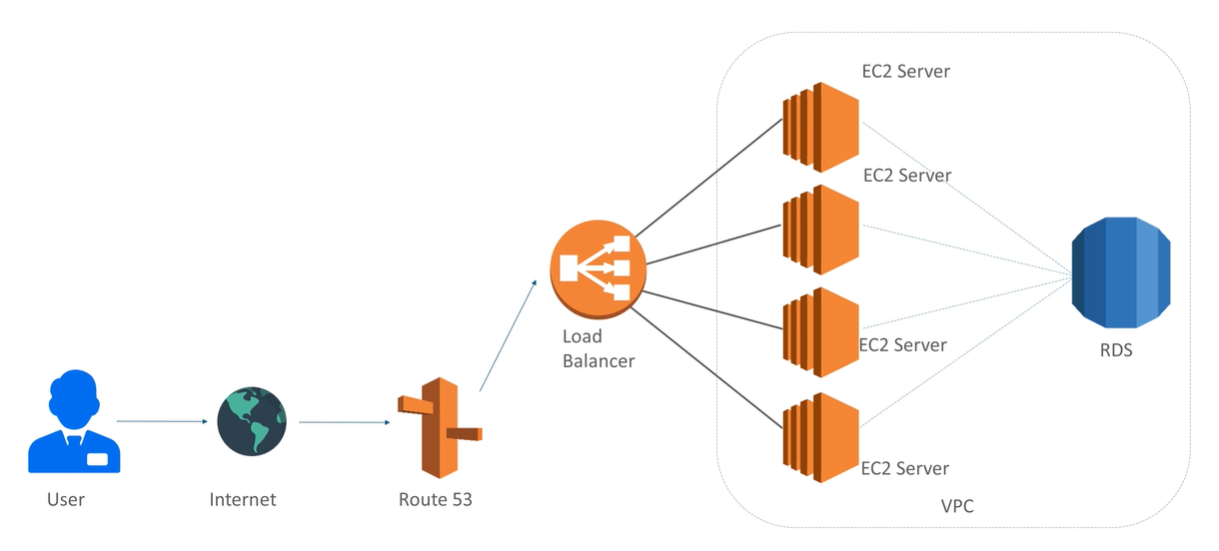 EC2 Server
EC2 Server
Load
Balancer
EC2 Server
RDS
EC2 Server
User
Internet
Route 53
VPC